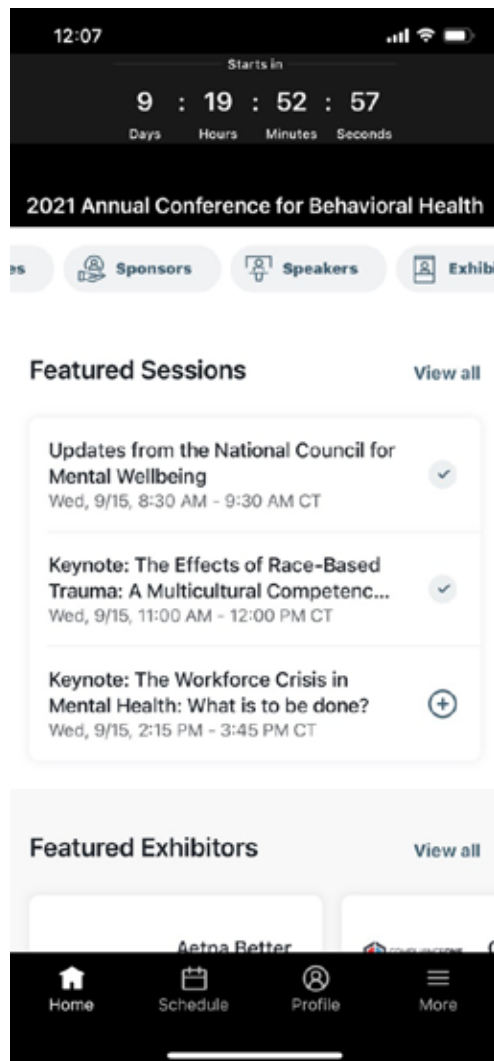 12:07
Starts in
9 : 19 : 52 : 57
Days Hours Minutes Seconds
2021 Annual Conference for Behavioral Health
es Sponsors Speakers Exhibi
Featured Sessions View all
Updates from the National Council for
Mental Wellbeing
Wed, 9/15, 8:30 AM - 9:30 AM CT
Keynote: The Effects of Race-Based
Trauma: A Multicultural Competenc...
Wed, 9/15, 11:00 AM - 12:00 PM CT
Keynote: The Workforce Crisis in
Mental Health: What is to be done?
Wed, 9/15, 2:15 PM - 3:45 PM CT
Featured Exhibitors View all
Aetna Better
Home Schedule Profile More